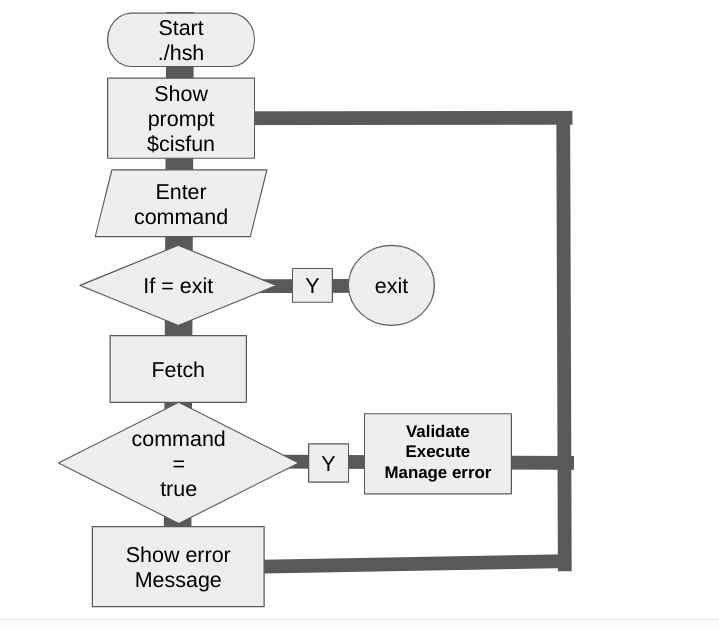 Start
./hsh
Show
prompt
$cisfun
Enter
command
If = exit
Y
exit
Fetch
command
=
true
Y
Validate
Execute
Manage error
Show error
Message